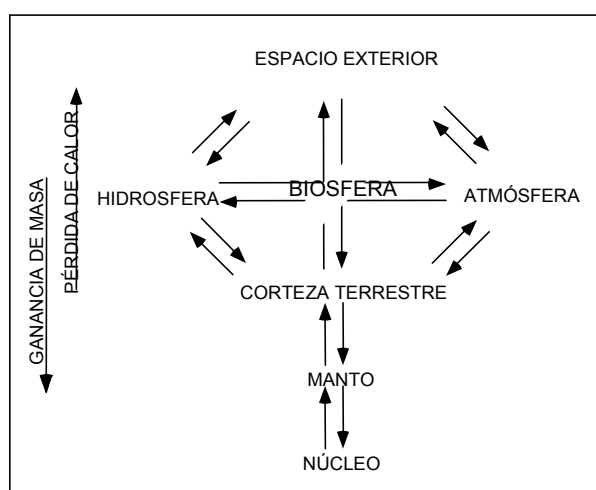 ESPACIO EXTERIOR
PÉRDIDA DE CALOR
GANANCIA DE MASA
HIDROSFERA
BIOSFERA
ATMÓSFERA
CORTEZA TERRESTRE
MANTO
NÚCLEO